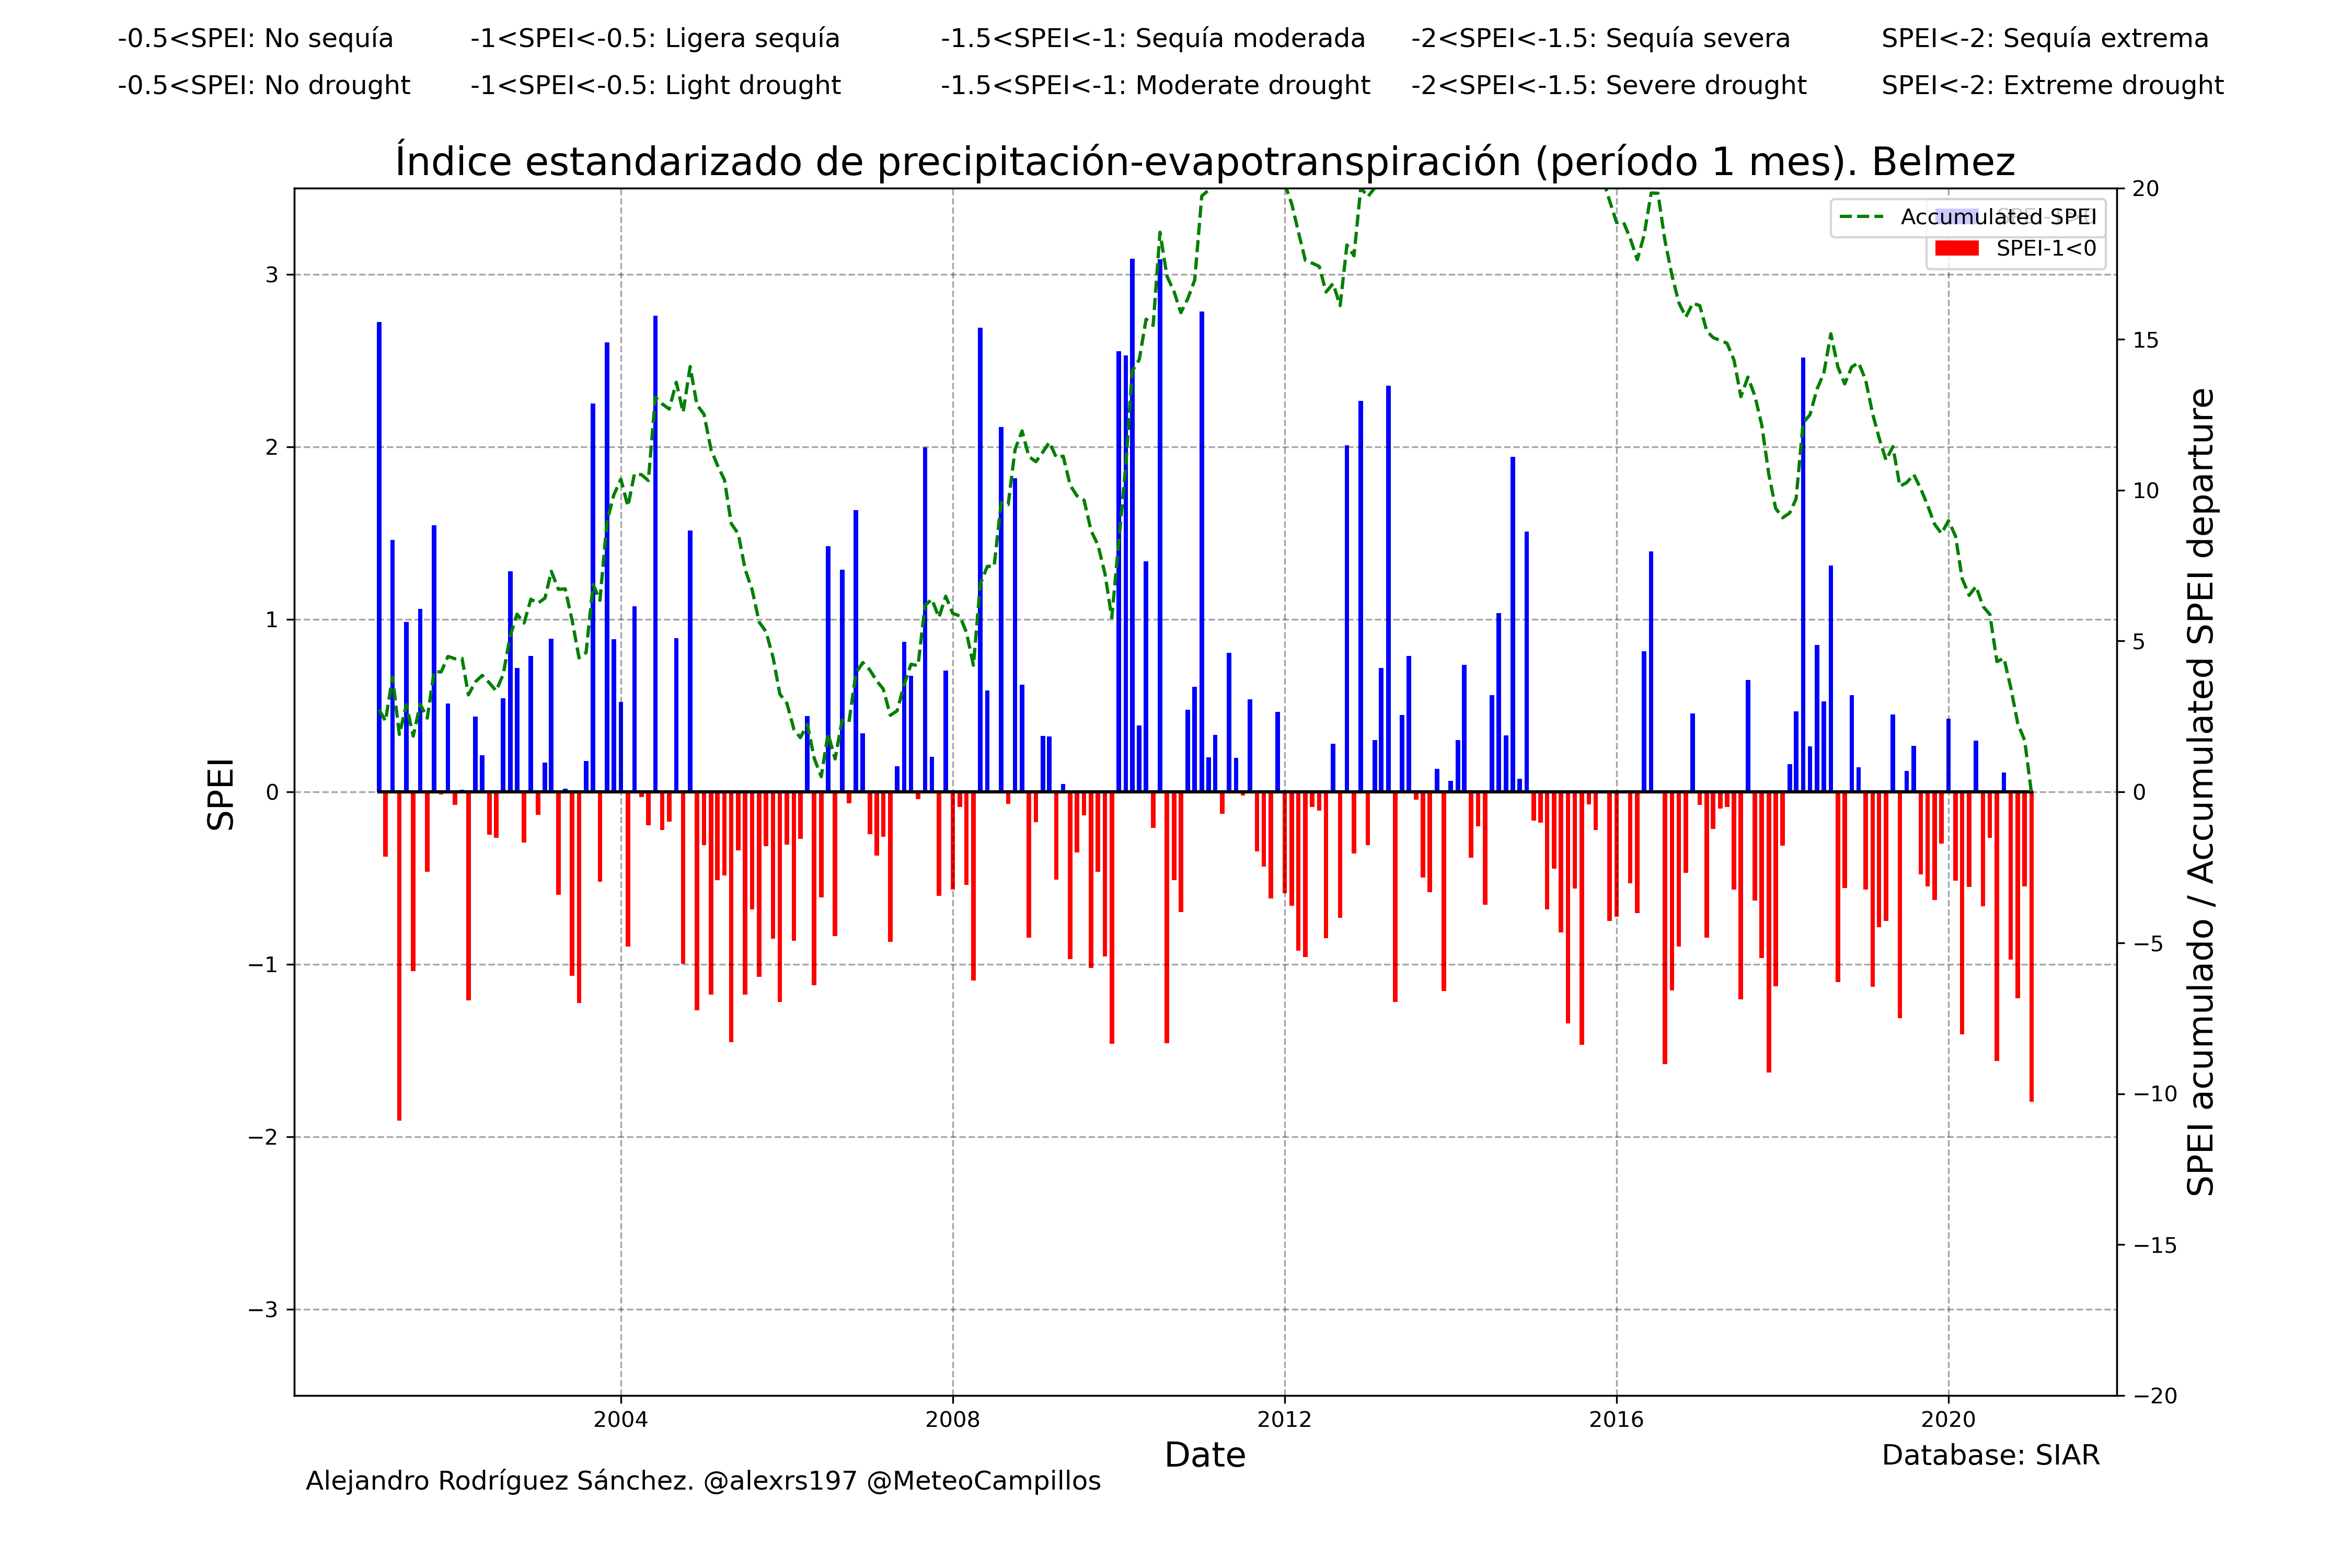 -0.5<SPEI: No sequía -1<SPEI<-0.5: Ligera sequía -1.5<SPEI<-1: Sequía moderada -2<SPEI<-1.5: Sequía severa SPEI<-2: Sequía extrema
-0.5<SPEI: No drought -1<SPEI<-0.5: Light drought -1.5<SPEI<-1: Moderate drought -2<SPEI<-1.5: Severe drought SPEI<-2: Extreme drought
Índice estandarizado de precipitación-evapotranspiración (período 1 mes). Belmez
Accumulated SPEI
SPEI-1<0
SPEI
3
2
1
0
−1
−2
−3
20
15
10
5
0
−5
−10
−15
−20
SPEI acumulado / Accumulated SPEI departure
2004 2008 2012 2016 2020
Date
Database: SIAR
Alejandro Rodríguez Sánchez. @alexrs197 @MeteoCampillos